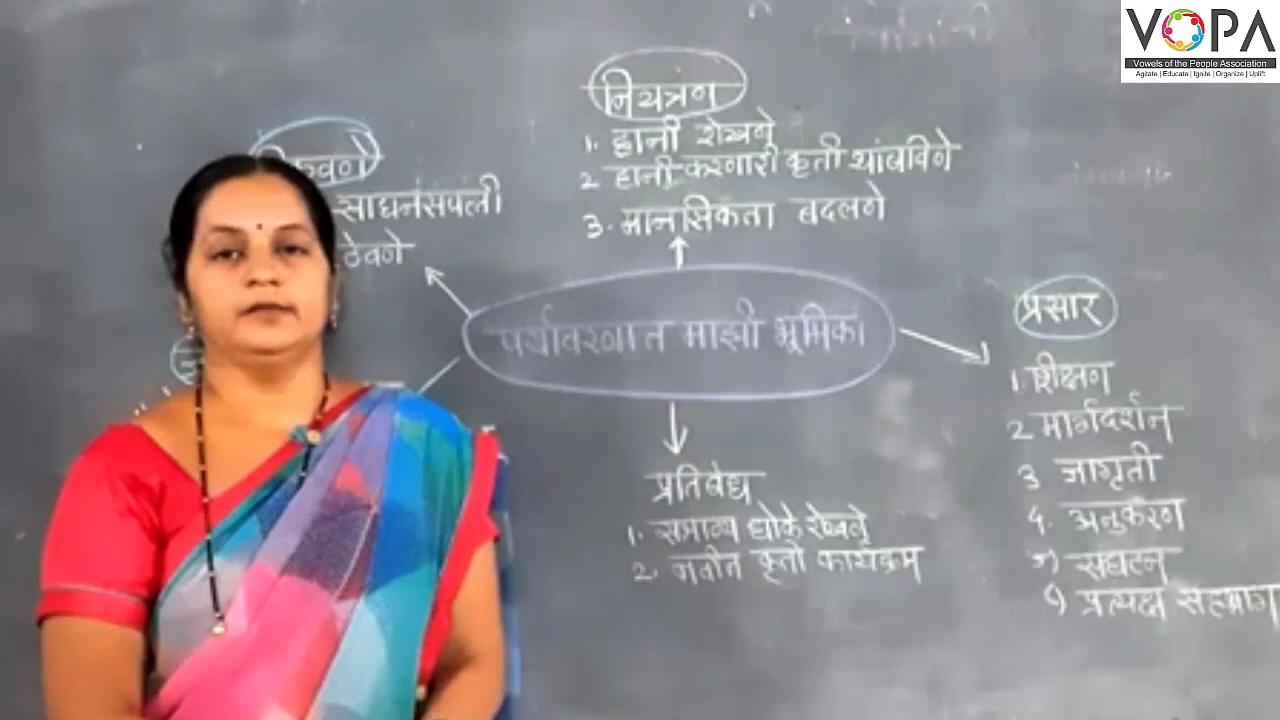 VOPA
Vowels of the People Association
Agitate | Educate | Ignite | Organize | Uplift
नियत्रंण
1. हानी रोखणे
2 हानी करणारी कृती थांबविणे
3. मानसिकता बदलणे
साधनसंपत्ती
ठेवणे
पर्यावरणात माझी भूमिका
प्रसार
1. शिक्षण
2 मार्गदर्शन
3 जागृती
4. अनुकरण
5) संघटन
6) प्रत्यक्ष सहभाग
प्रतिबंध
1. संभाव्य धोके रोखणे
2. नवीन कृती कार्यक्रम